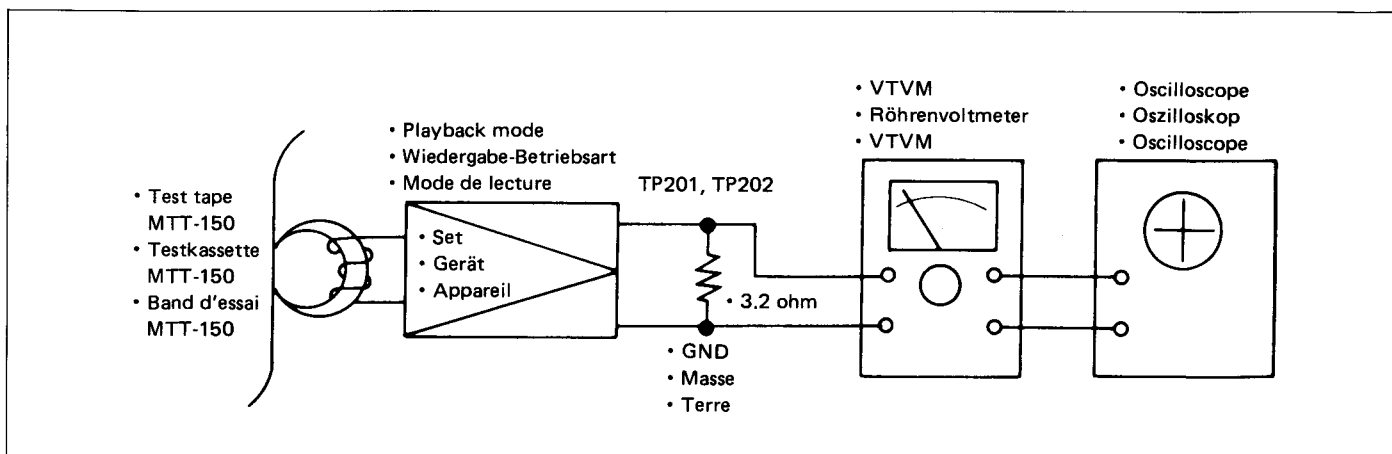 • Test tape
MTT-150
• Testkassette
MTT-150
• Band d'essai
MTT-150
• Playback mode
• Wiedergabe-Betriebsart
• Mode de lecture
• Set
• Gerät
• Appareil
TP201, TP202
• 3.2 ohm
• GND
• Masse
• Terre
• VTVM
• Röhrenvoltmeter
• VTVM
• Oscilloscope
• Oszilloskop
• Oscilloscope